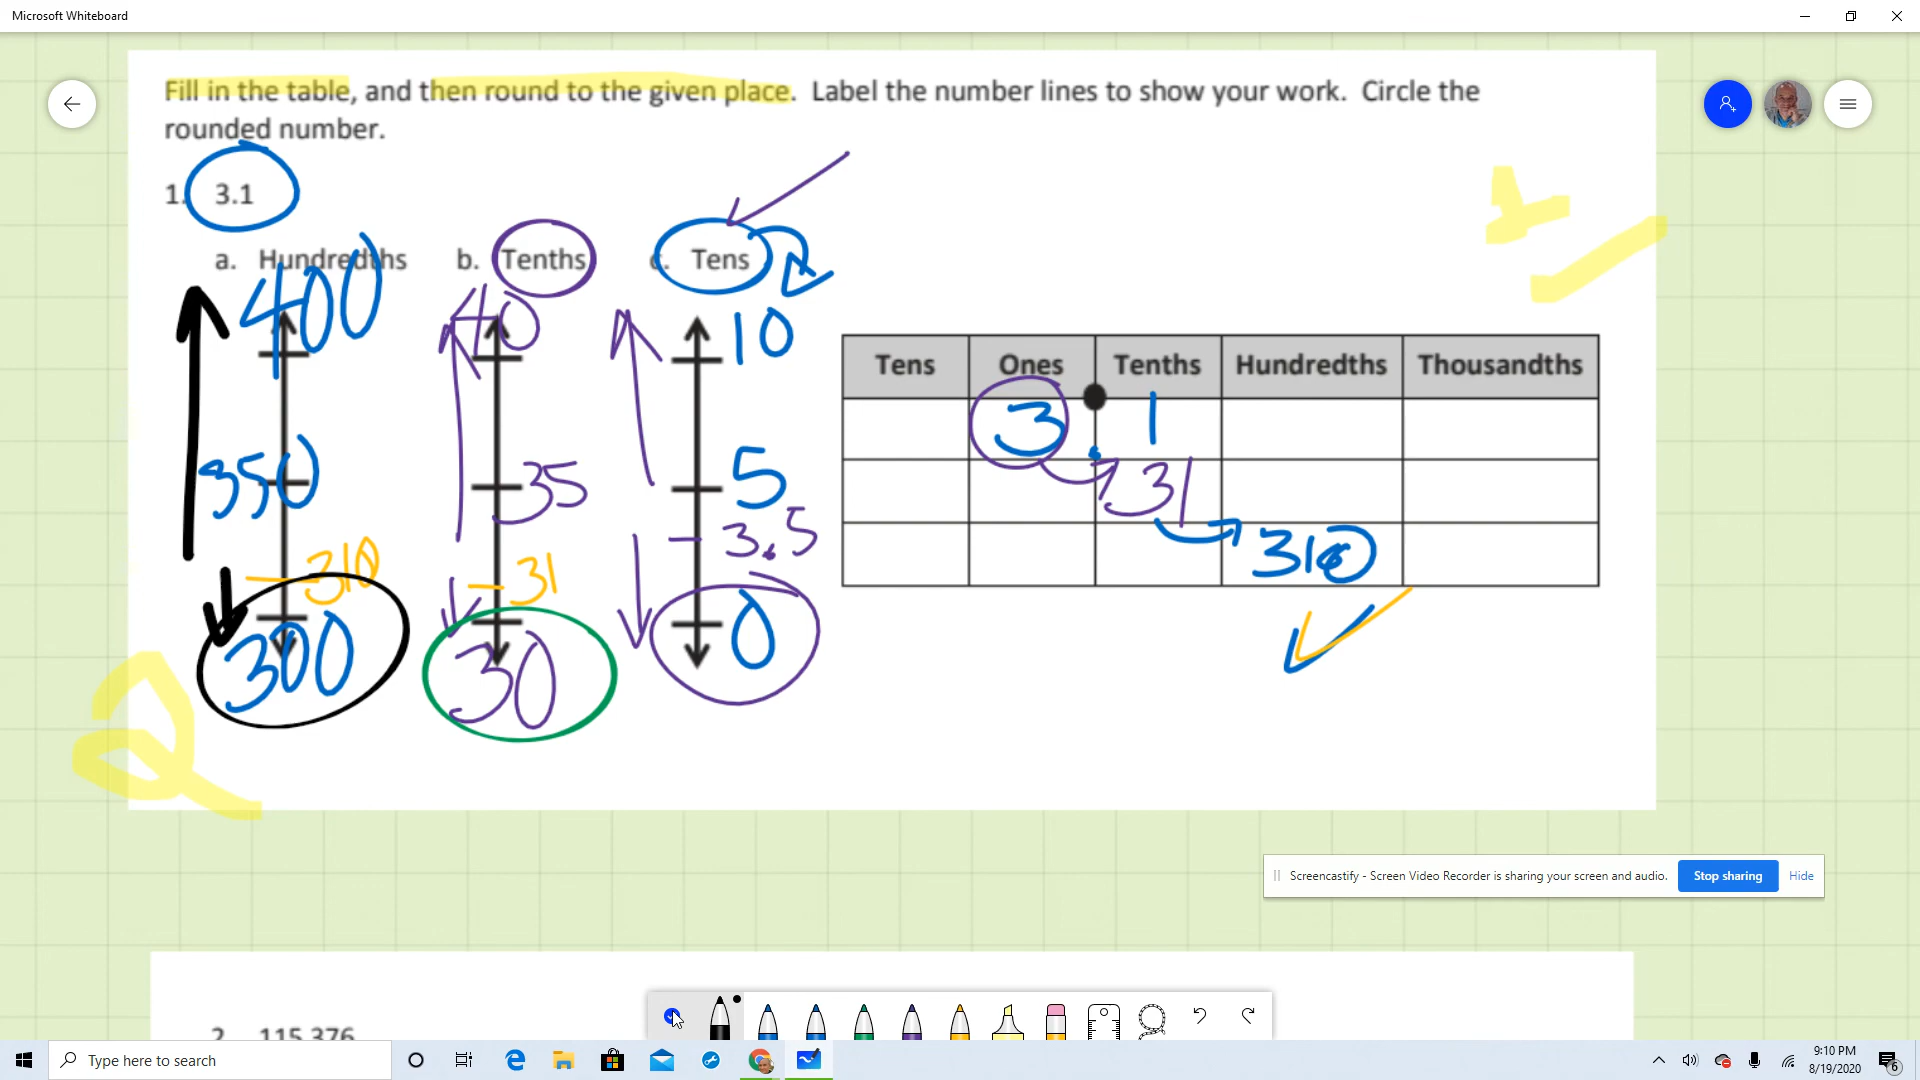 Microsoft Whiteboard
Fill in the table, and then round to the given place. Label the number lines to show your work. Circle the
rounded number.
1. 3.1
a. Hundredths b. Tenths c. Tens
400 40 10
350 35 5
3.5
310 31
300 30 0
Tens Ones Tenths Hundredths Thousandths
3 . 1
31
310
Screencastify - Screen Video Recorder is sharing your screen and audio. Stop sharing Hide
2. 115.376
Type here to search
9:10 PM
8/19/2020
6